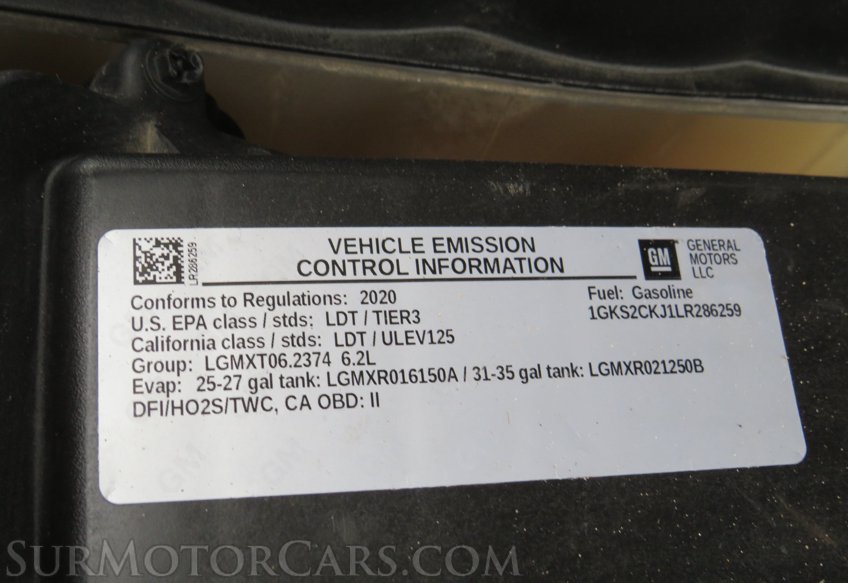 LR286259
VEHICLE EMISSION
CONTROL INFORMATION
GM
GENERAL
MOTORS
LLC
Conforms to Regulations: 2020
U.S. EPA class / stds: LDT / TIER3
California class / stds: LDT / ULEV125
Group: LGMXT06.2374 6.2L
Evap: 25-27 gal tank: LGMXR016150A / 31-35 gal tank: LGMXR021250B
DFI/HO2S/TWC, CA OBD: II
Fuel: Gasoline
1GKS2CKJ1LR286259
SURMOTORCARS.COM